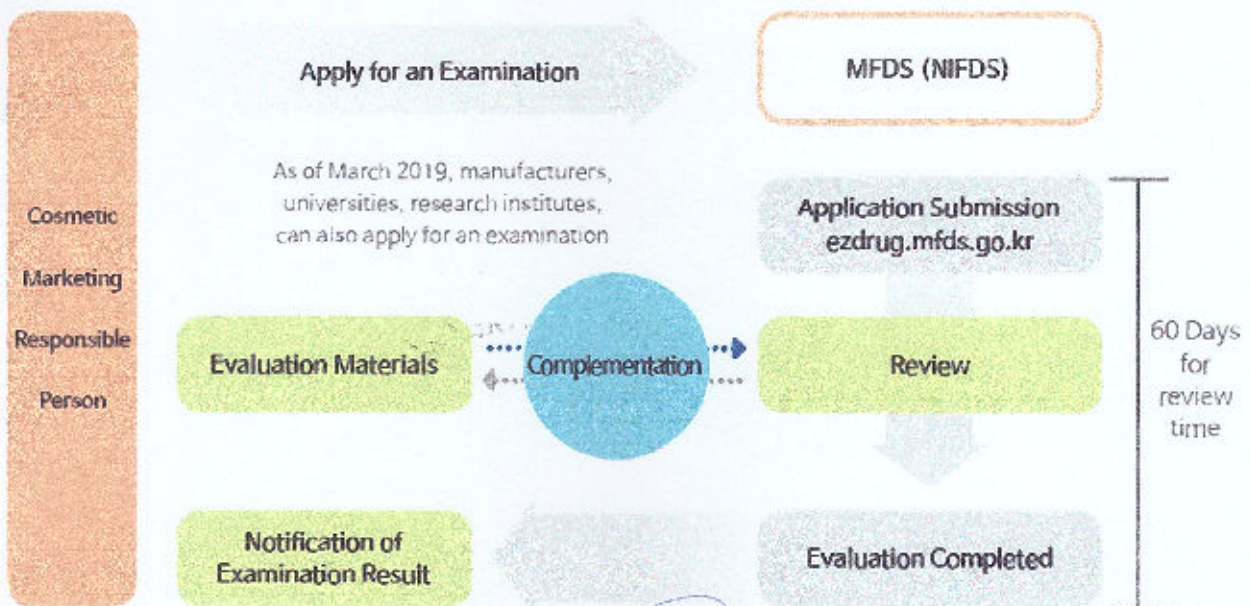 Apply for an Examination
MFDS (NIFDS)
As of March 2019, manufacturers,
universities, research institutes,
can also apply for an examination
Application Submission
ezdrug.mfds.go.kr
Cosmetic
Marketing
Responsible
Person
Evaluation Materials
Complementation
Review
60 Days
for
review
time
Notification of
Examination Result
Evaluation Completed